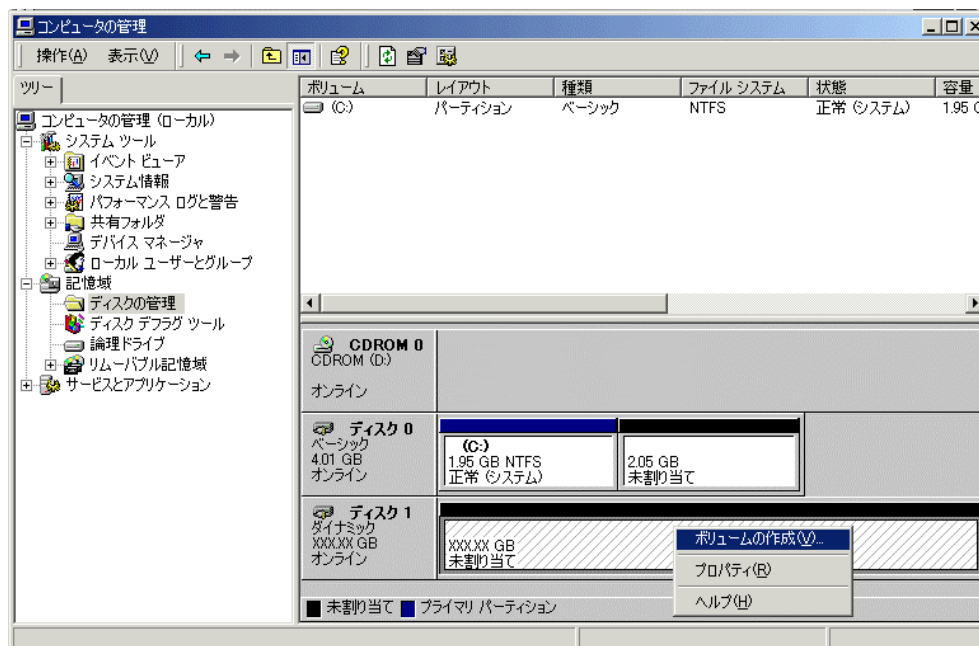 コンピュータの管理
操作(A) 表示(V)
ツリー
コンピュータの管理 (ローカル)
システム ツール
イベント ビューア
システム情報
パフォーマンス ログと警告
共有フォルダ
デバイス マネージャ
ローカル ユーザーとグループ
記憶域
ディスクの管理
ディスク デフラグ ツール
論理ドライブ
リムーバブル記憶域
サービスとアプリケーション
ボリューム レイアウト 種類 ファイル システム 状態 容量
(C:) パーティション ベーシック NTFS 正常 (システム) 1.95
CDROM 0
CDROM (D:)
オンライン
ディスク 0
ベーシック
4.01 GB
オンライン
(C:)
1.95 GB NTFS
正常 (システム)
2.05 GB
未割り当て
ディスク 1
ダイナミック
XXX.XX GB
オンライン
XXX.XX GB
未割り当て
ボリュームの作成(V)...
プロパティ(R)
ヘルプ(H)
未割り当て プライマリ パーティション